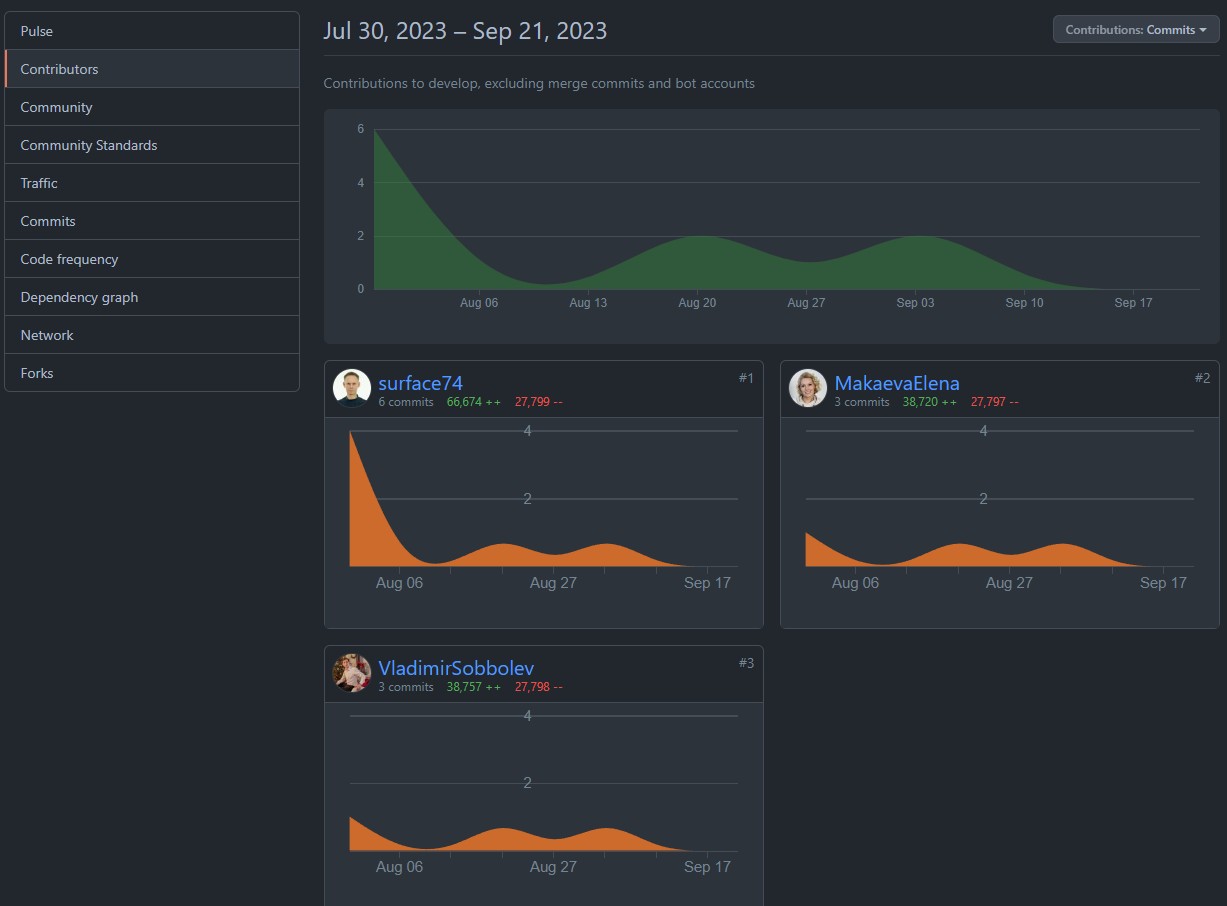 Pulse
Contributors
Community
Community Standards
Traffic
Commits
Code frequency
Dependency graph
Network
Forks
Jul 30, 2023 – Sep 21, 2023
Contributions: Commits
Contributions to develop, excluding merge commits and bot accounts
6
4
2
0
Aug 06 Aug 13 Aug 20 Aug 27 Sep 03 Sep 10 Sep 17
surface74 #1
6 commits 66,674 ++ 27,799 --
4
2
Aug 06 Aug 27 Sep 17
MakaevaElena #2
3 commits 38,720 ++ 27,797 --
4
2
Aug 06 Aug 27 Sep 17
VladimirSobbolev #3
3 commits 38,757 ++ 27,798 --
4
2
Aug 06 Aug 27 Sep 17